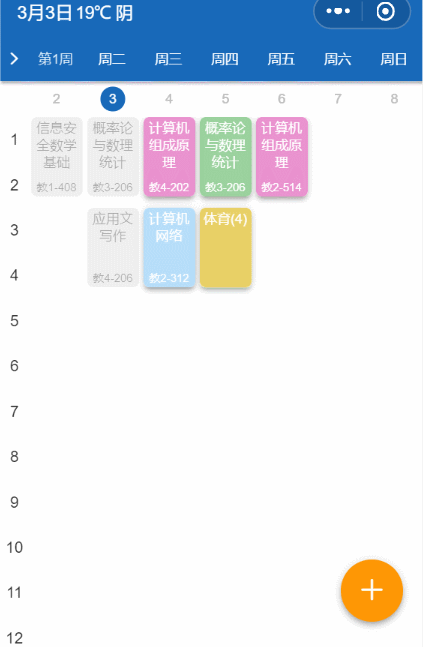 3月3日 19℃ 阴
第1周 周二 周三 周四 周五 周六 周日
2 3 4 5 6 7 8
1
信息安
全数学
基础
教1-408
概率论
与数理
统计
教3-206
计算机
组成原
理
教4-202
概率论
与数理
统计
教3-206
计算机
组成原
理
教2-514
2
3
应用文
写作
教4-206
计算机
网络
教2-312
体育(4)
4
5
6
7
8
9
10
11
12